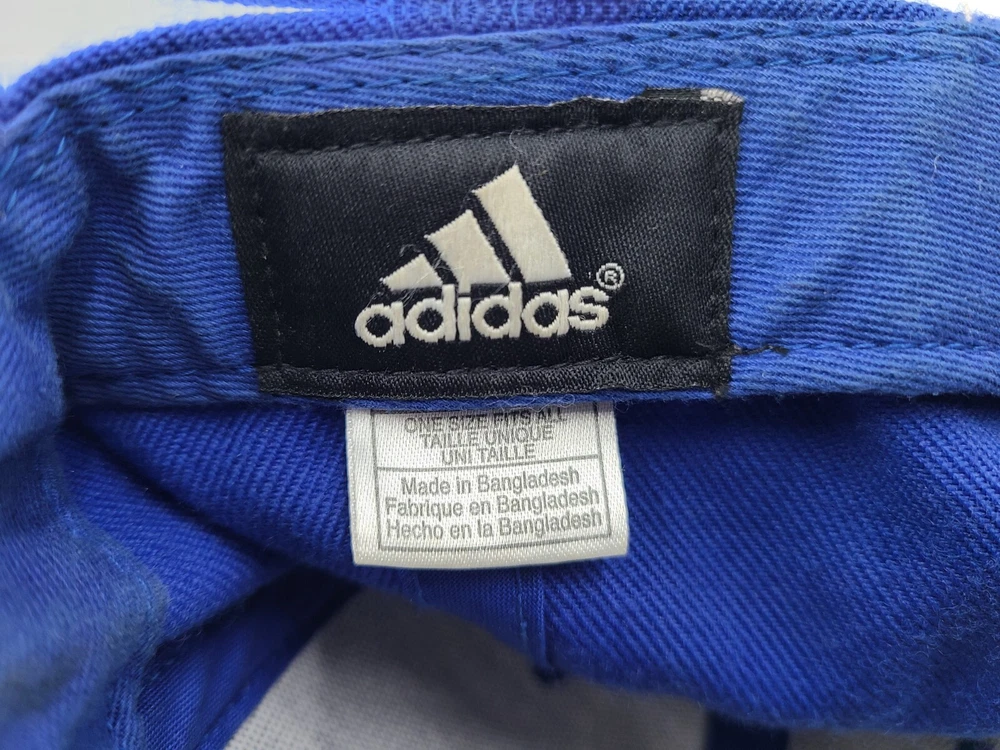 adidas®
ONE SIZE FITS ALL
TAILLE UNIQUE
UNI TAILLE
Made in Bangladesh
Fabrique en Bangladesh
Hecho en la Bangladesh